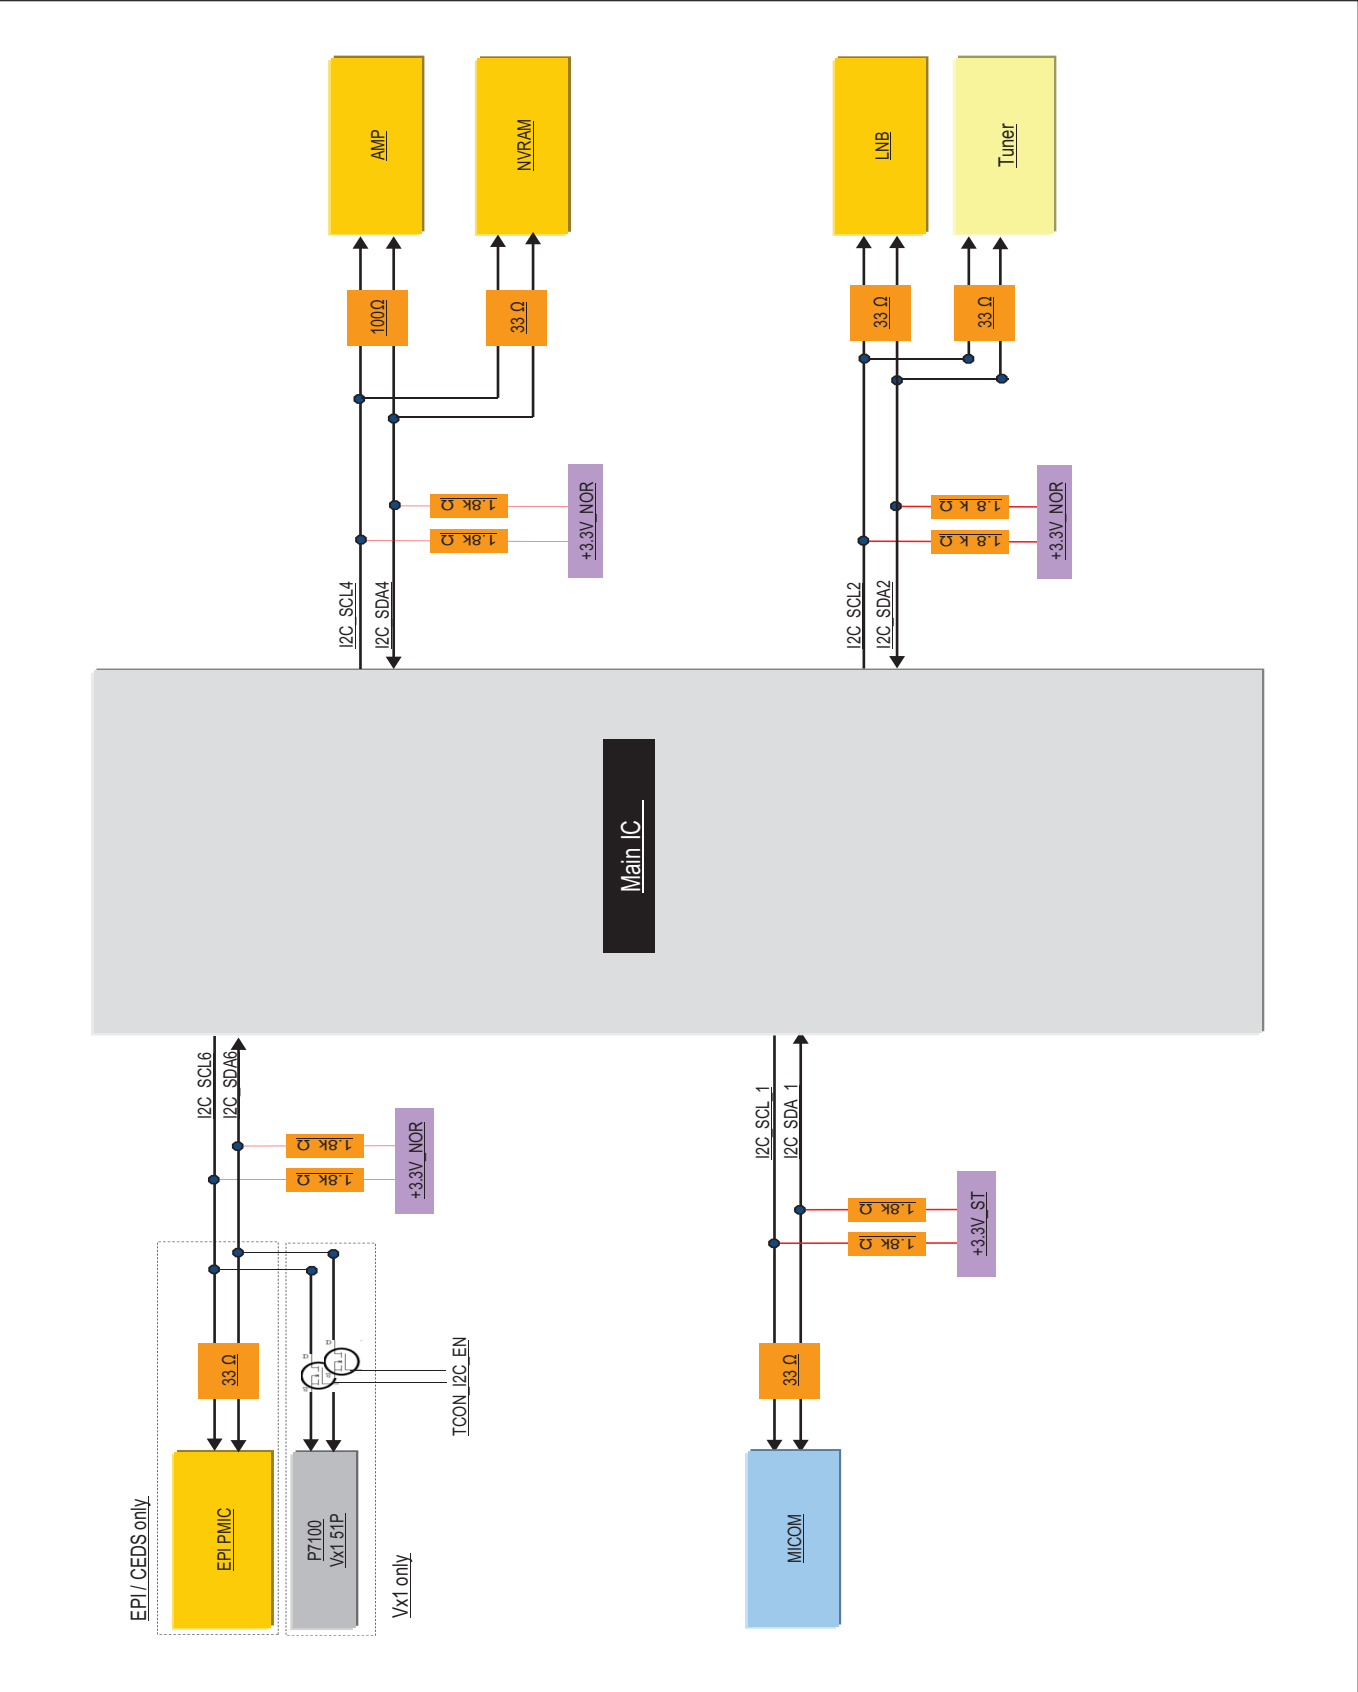 EPI / CEDS only
EPI PMIC
33 Ω
I2C_SCL6
I2C_SDA6
1.8k Ω
1.8k Ω
+3.3V_NOR
P7100
Vx1 51P
Vx1 only
TCON_I2C_EN
AMP
100Ω
NVRAM
33 Ω
I2C_SCL4
I2C_SDA4
1.8k Ω
1.8k Ω
+3.3V_NOR
Main IC
MICOM
33 Ω
I2C_SCL_1
I2C_SDA_1
1.8k Ω
1.8k Ω
+3.3V_ST
LNB
33 Ω
Tuner
33 Ω
I2C_SCL2
I2C_SDA2
1.8 k Ω
1.8 k Ω
+3.3V_NOR